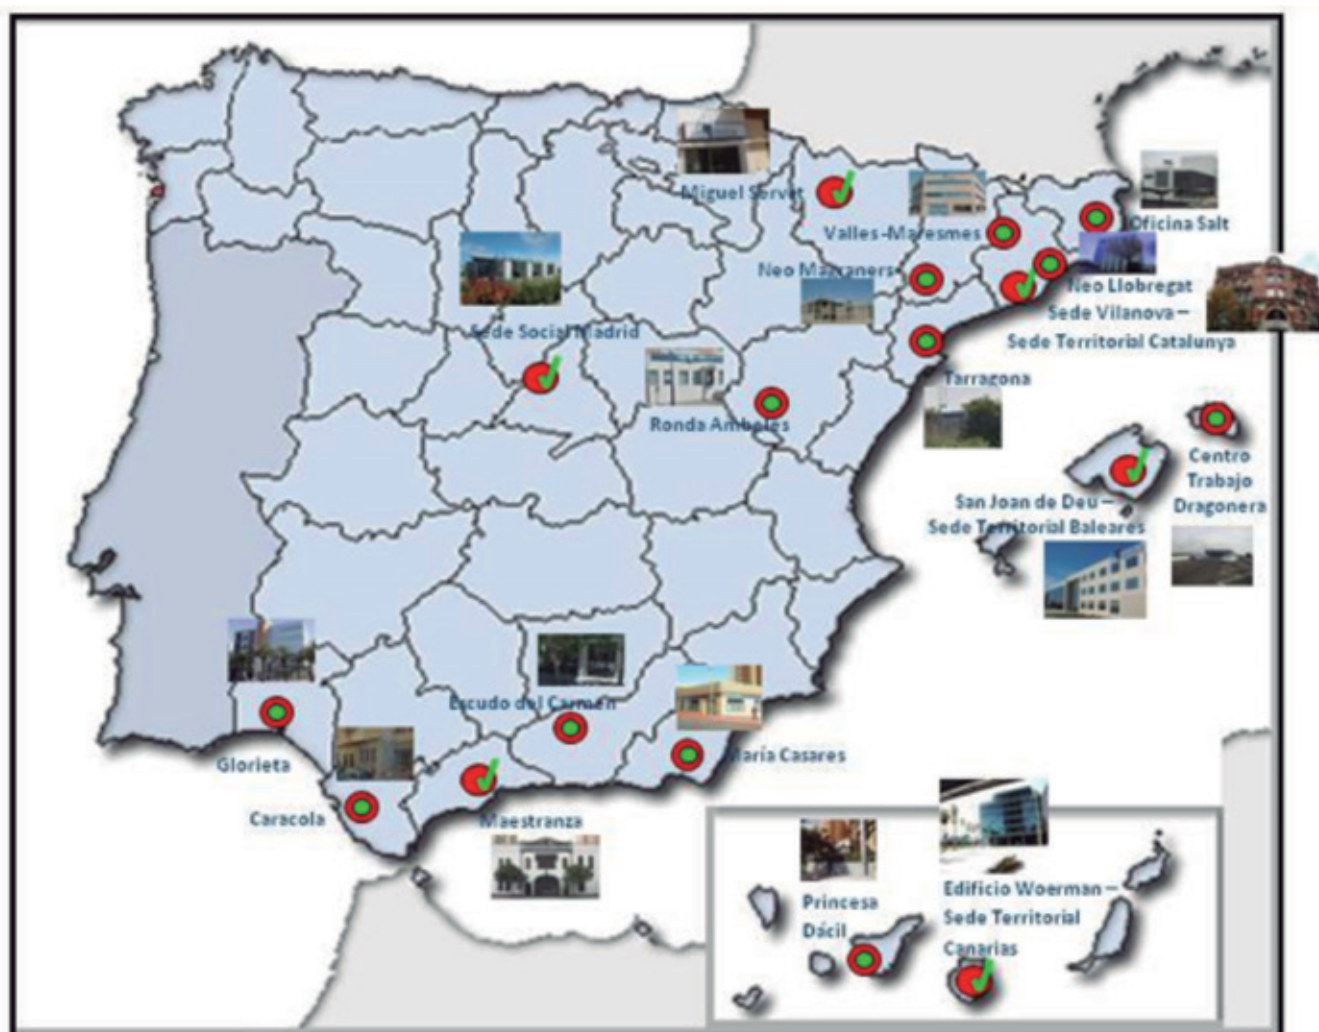 Miguel Servet
Oficina Salt
Valles -Maresmes
Neo Mazraners
Neo Llobregat
Sede Vilanova –
Sede Territorial Catalunya
Sede Social Madrid
Tarragona
Ronda Ambeles
Centro
Trabajo
Dragonera
San Joan de Deu –
Sede Territorial Baleares
Escudo del Carmen
María Casares
Glorieta
Caracola
Maestranza
Princesa
Dácil
Edificio Woerman –
Sede Territorial
Canarias